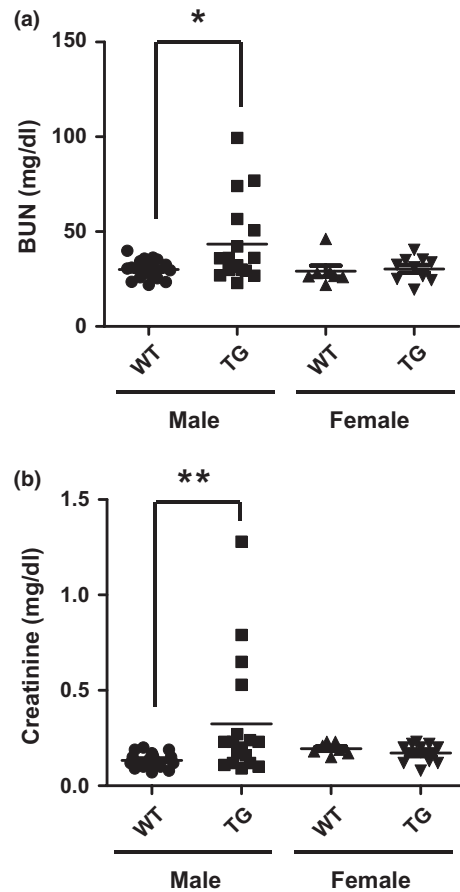 (a)
*
150
100
50
0
BUN (mg/dl)
WT TG WT TG
Male Female
(b)
**
1.5
1.0
0.5
0.0
Creatinine (mg/dl)
WT TG WT TG
Male Female